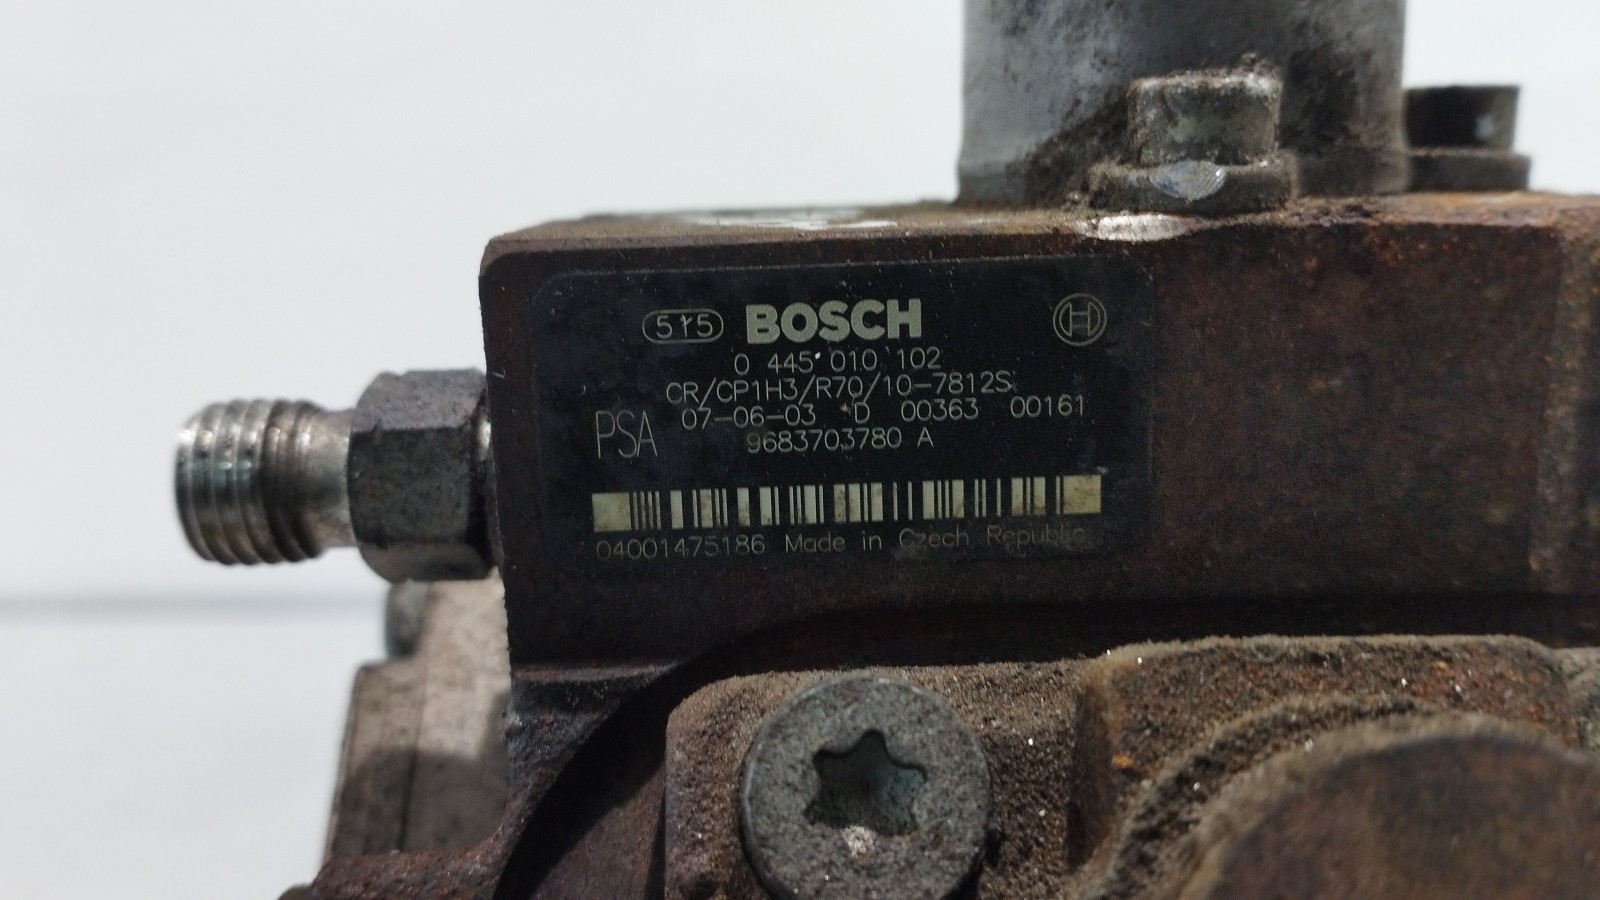 515 BOSCH
0 445 010 102
CR/CP1H3/R70/10-7812S
PSA 07-06-03 D 00363 00161
9683703780 A
04001475186 Made in Czech Republic